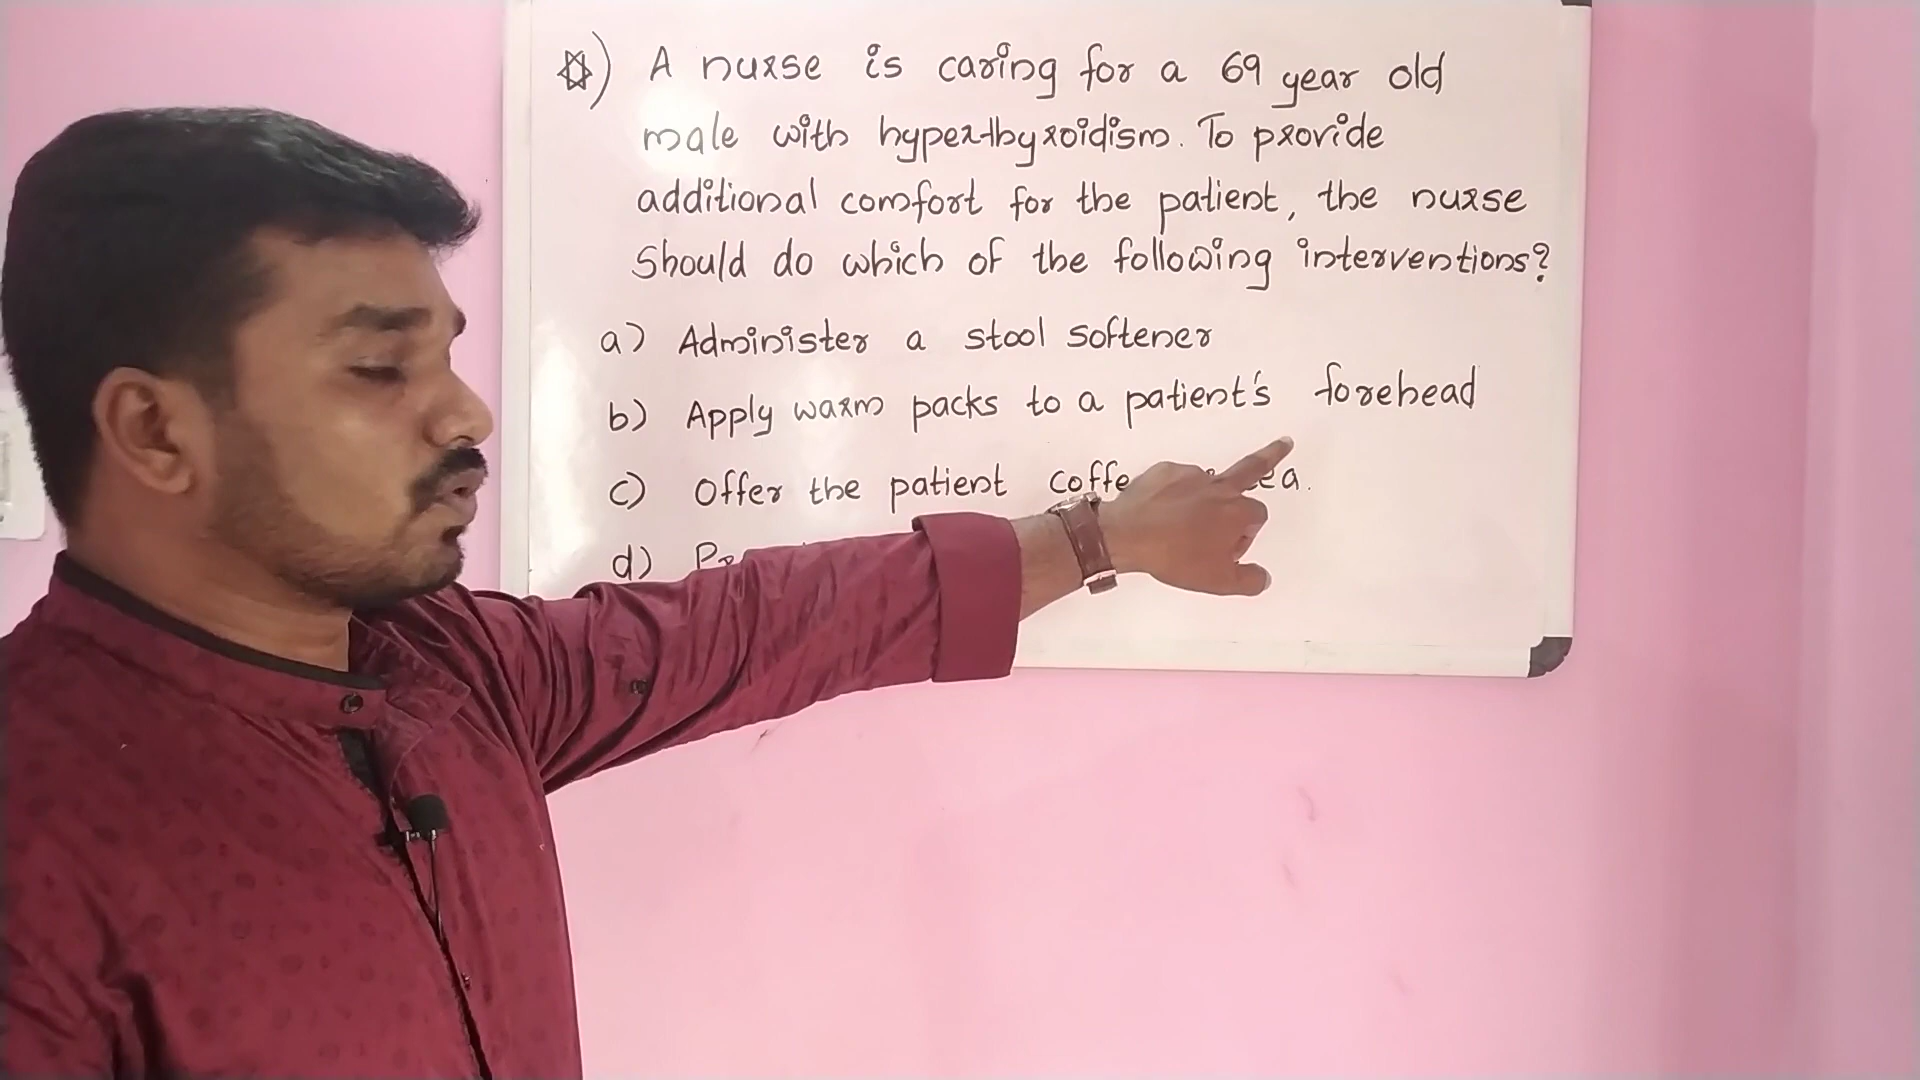 A nurse is caring for a 69 year old
male with hyperthyroidism. To provide
additional comfort for the patient, the nurse
should do which of the following interventions?
a) Administer a stool softener
b) Apply warm packs to a patient's forehead
c) Offer the patient
d)